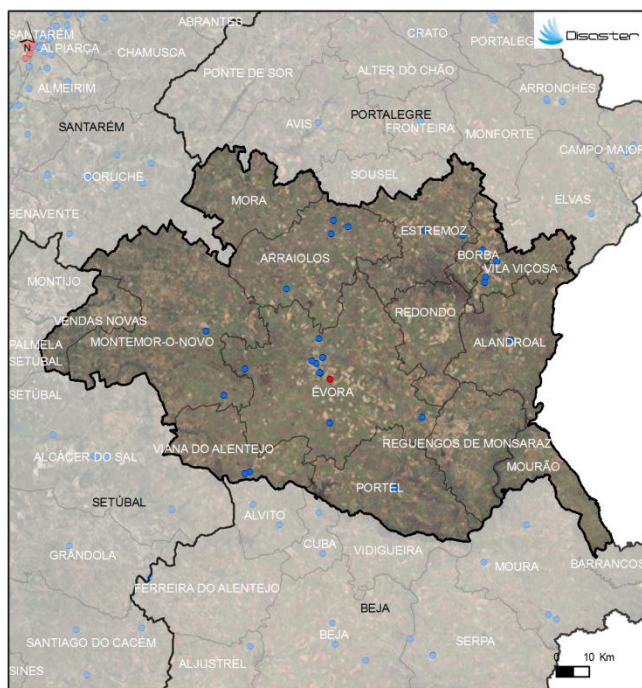 Disaster
ABRANTES
CRATO
PORTALEGRE
SANTARÉM
N
ALPIARÇA
CHAMUSCA
PONTE DE SOR
ALTER DO CHÃO
ALMEIRIM
ARRONCHES
SANTARÉM
AVIS
PORTALEGRE
FRONTEIRA
MONFORTE
CAMPO MAIOR
CORUCHE
SOUSEL
ELVAS
MORA
BENAVENTE
ESTREMOZ
ARRAIOLOS
BORBA
VILA VIÇOSA
MONTIJO
REDONDO
VENDAS NOVAS
PALMELA
MONTEMOR-O-NOVO
ALANDROAL
SETÚBAL
ÉVORA
SETÚBAL
VIANA DO ALENTEJO
REGUENGOS DE MONSARAZ
ALCÁCER DO SAL
MOURÃO
PORTEL
SETÚBAL
ALVITO
CUBA
VIDIGUEIRA
GRÂNDOLA
MOURA
BARRANCOS
FERREIRA DO ALENTEJO
BEJA
SANTIAGO DO CACÉM
BEJA
SERPA
ALJUSTREL
SINES
0 10 Km